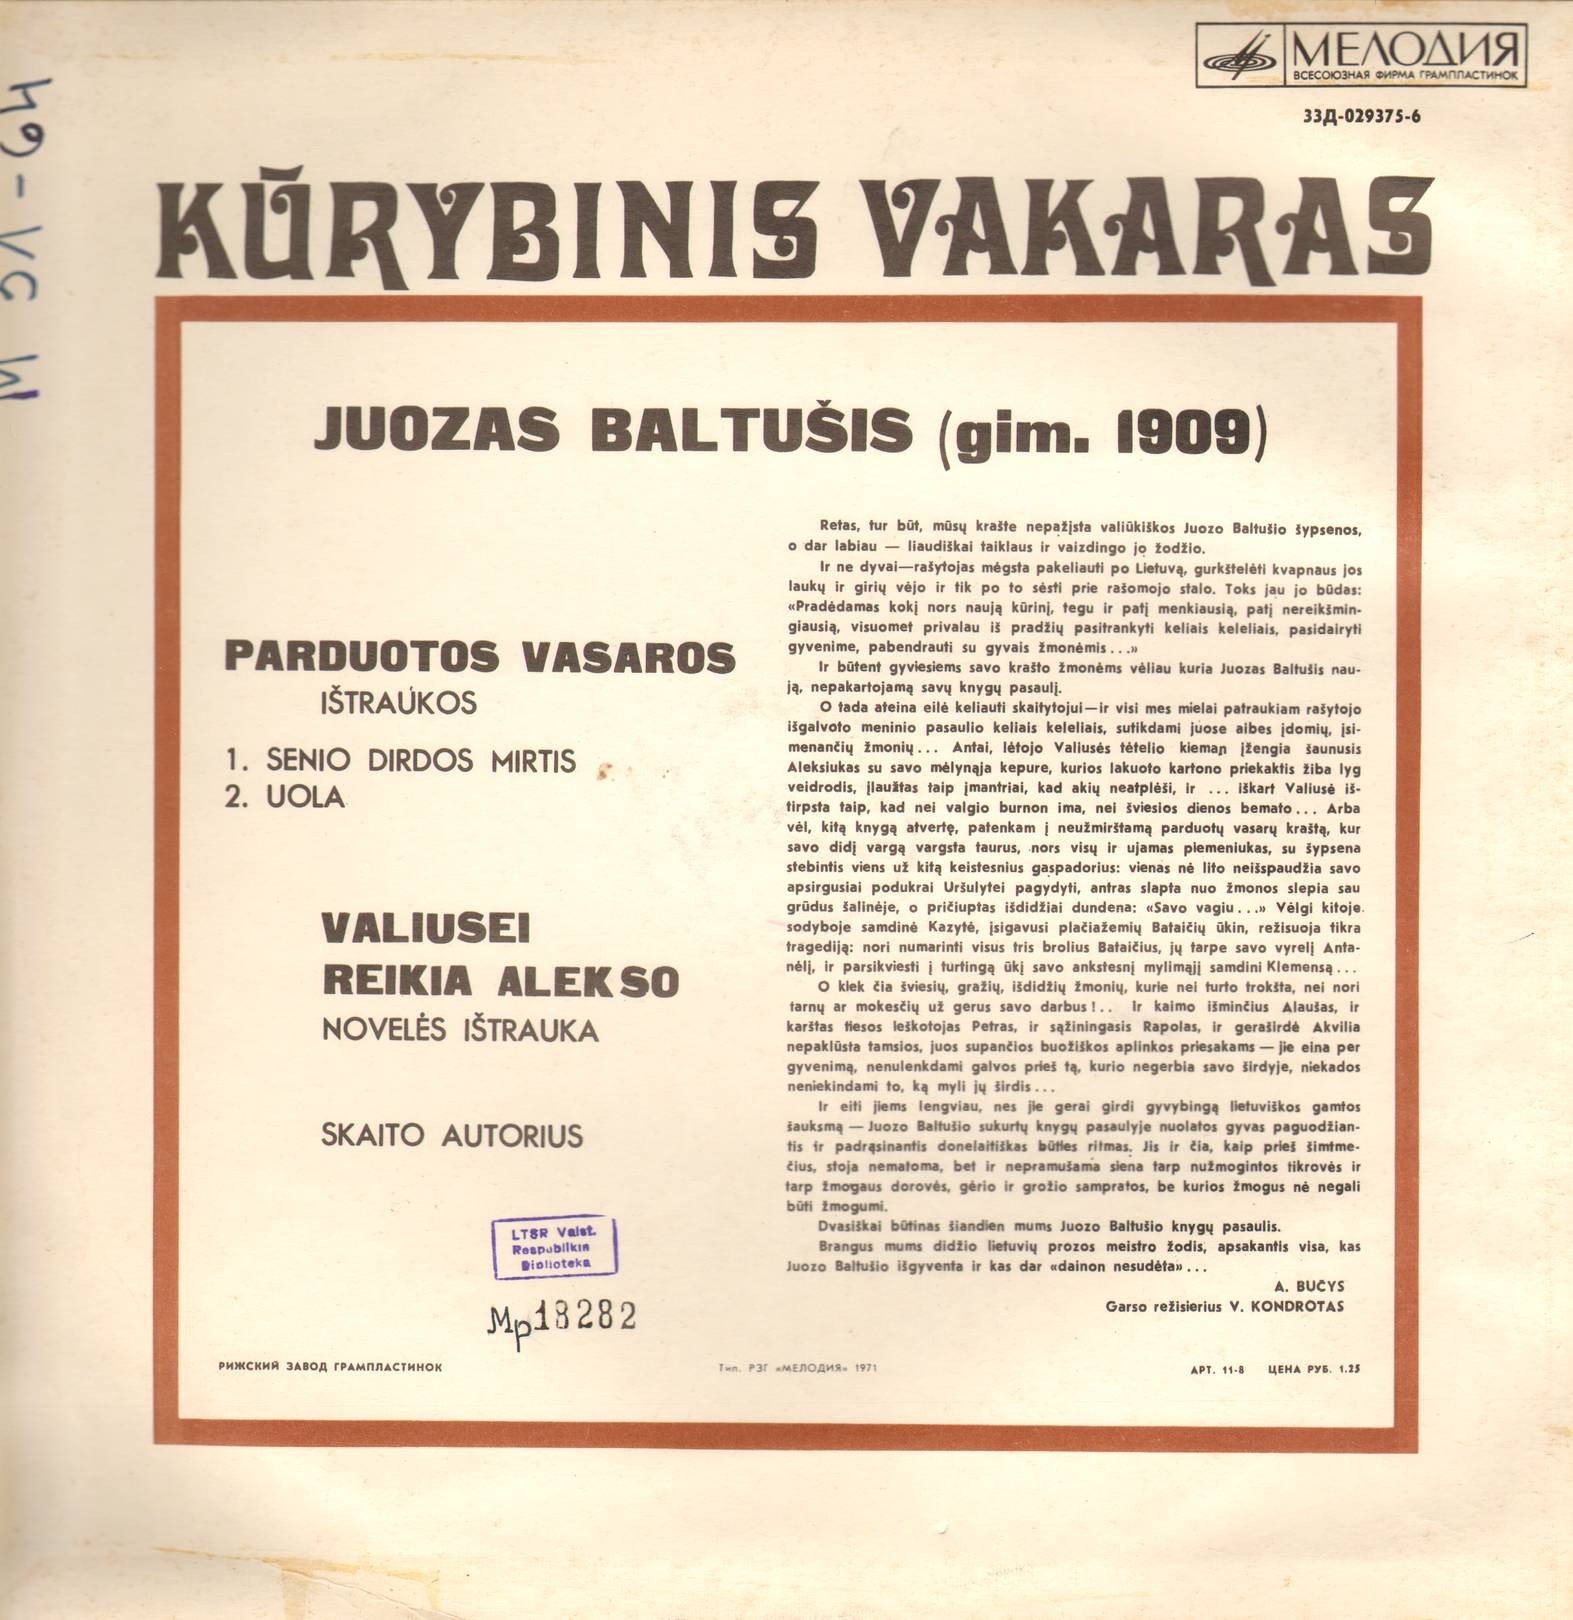 МЕЛОДИЯ
ВСЕСОЮЗНАЯ ФИРМА ГРАМПЛАСТИНОК
33Д-029375-6
KŪRYBINIS VAKARAS
JUOZAS BALTUŠIS (gim. 1909)
PARDUOTOS VASAROS
IŠTRAUKOS
1. SENIO DIRDOS MIRTIS
2. UOLA
VALIUSEI
REIKIA ALEKSO
NOVELĖS IŠTRAUKA
SKAITO AUTORIUS
LTSR Valst.
Respublikin
Biblioteka
Mp18282
Retas, tur būt, mūsų krašte nepažįsta valiūkiškos Juozo Baltušio šypsenos,
o dar labiau — liaudiškai taiklaus ir vaizdingo jo žodžio.
Ir ne dyvai—rašytojas mėgsta pakeliauti po Lietuvą, gurkštelėti kvapnaus jos
laukų ir girių vėjo ir tik po to sėsti prie rašomojo stalo. Toks jau jo būdas:
«Pradėdamas kokį nors naują kūrinį, tegu ir patį menkiausią, patį nereikšmin-
giausią, visuomet privalau iš pradžių pasitrankyti keliais keleliais, pasidairyti
gyvenime, pabendrauti su gyvais žmonėmis...»
Ir būtent gyviesiems savo krašto žmonėms vėliau kuria Juozas Baltušis nau-
ją, nepakartojamą savų knygų pasaulį.
O tada ateina eilė keliauti skaitytojui—ir visi mes mielai patraukiam rašytojo
išgalvoto meninio pasaulio keliais keleliais, sutikdami juose aibes įdomių, įsi-
menančių žmonių... Antai, lėtojo Valiusės tėtelio kieman įžengia šaunusis
Aleksiukas su savo mėlynąja kepure, kurios lakuoto kartono priekaktis žiba lyg
veidrodis, įlaužtas taip įmantriai, kad akių neatplėši, ir ... iškart Valiusė iš-
tirpsta taip, kad nei valgio burnon ima, nei šviesios dienos bemato... Arba
vėl, kitą knygą atvertę, patenkam į neužmirštamą parduotų vasarų kraštą, kur
savo didį vargą vargsta taurus, nors visų ir ujamas piemeniukas, su šypsena
stebintis viens už kitą keistesnius gaspadorius: vienas nė lito neišspaudžia savo
apsirgusiai podukrai Uršulytei pagydyti, antras slapta nuo žmonos slepia sau
grūdus šalinėje, o pričiuptas išdidžiai dundena: «Savo vagiu...» Vėlgi kitoje
sodyboje samdinė Kazytė, įsigavusi plačiažemių Bataičių ūkin, režisuoja tikra
tragediją: nori numarinti visus tris brolius Bataičius, jų tarpe savo vyrelį Anta-
nėlį, ir parsikviesti į turtingą ūkį savo ankstesnį mylimąjį samdini Klemensą...
O kiek čia šviesių, gražių, išdidžių žmonių, kurie nei turto trokšta, nei nori
tarnų ar mokesčių už gerus savo darbus!.. Ir kaimo išminčius Alaušas, ir
karštas tiesos ieškotojas Petras, ir sąžiningasis Rapolas, ir geraširdė Akvilia
nepaklūsta tamsios, juos supančios buožiškos aplinkos priesakams — jie eina per
gyvenimą, nenulenkdami galvos prieš tą, kurio negerbia savo širdyje, niekados
neniekindami to, ką myli jų širdis...
Ir eiti jiems lengviau, nes jie gerai girdi gyvybingą lietuviškos gamtos
šauksmą — Juozo Baltušio sukurtų knygų pasaulyje nuolatos gyvas paguodžian-
tis ir padrąsinantis donelaitiškas būties ritmas. Jis ir čia, kaip prieš šimtme-
čius, stoja nematoma, bet ir nepramušama siena tarp nužmogintos tikrovės ir
tarp žmogaus dorovės, gėrio ir grožio sampratos, be kurios žmogus nė negali
būti žmogumi.
Dvasiškai būtinas šiandien mums Juozo Baltušio knygų pasaulis.
Brangus mums didžio lietuvių prozos meistro žodis, apsakantis visa, kas
Juozo Baltušio išgyventa ir kas dar «dainon nesudėta»...
A. BUČYS
Garso režisierius V. KONDROTAS
РИЖСКИЙ ЗАВОД ГРАМПЛАСТИНОК
Тип. РЗГ «МЕЛОДИЯ» 1971
АРТ. 11-8 ЦЕНА РУБ. 1.25